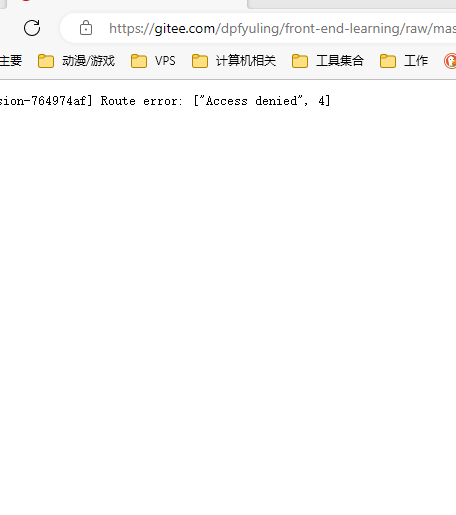 https://gitee.com/dpfyuling/front-end-learning/raw/mas
主要 动漫/游戏 VPS 计算机相关 工具集合 工作
sion-764974af] Route error: ["Access denied", 4]